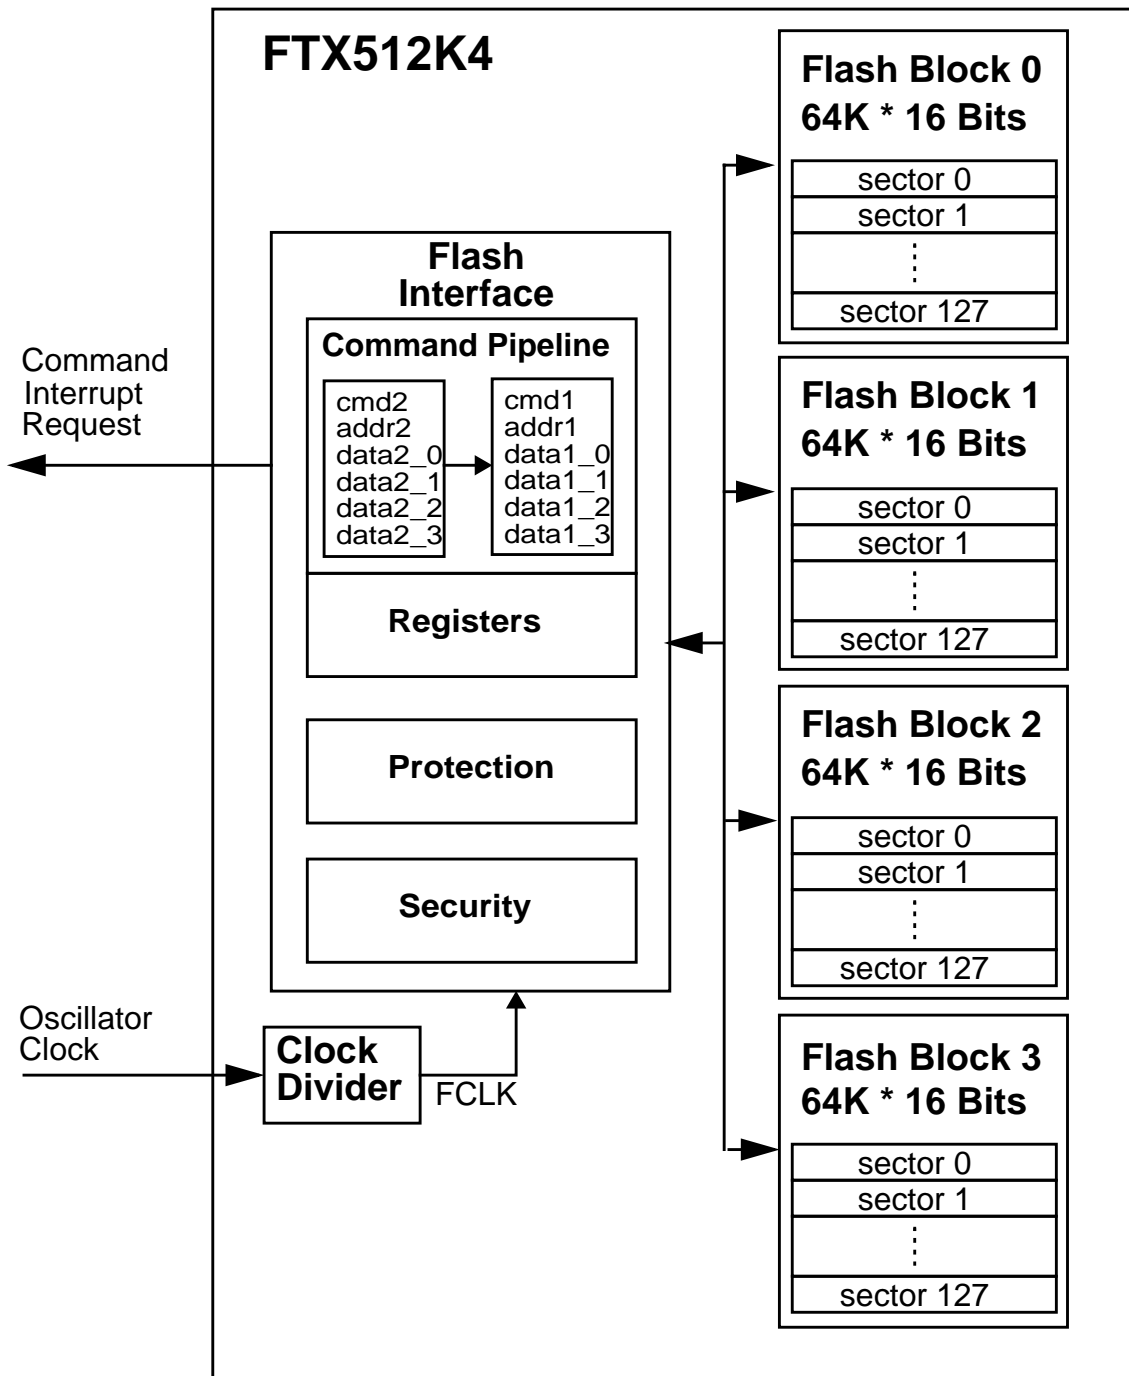 FTX512K4
Flash Block 0
64K * 16 Bits
sector 0
sector 1
sector 127
Flash
Interface
Command Pipeline
cmd2
addr2
data2_0
data2_1
data2_2
data2_3
cmd1
addr1
data1_0
data1_1
data1_2
data1_3
Registers
Protection
Security
Command
Interrupt
Request
Flash Block 1
64K * 16 Bits
sector 0
sector 1
sector 127
Flash Block 2
64K * 16 Bits
sector 0
sector 1
sector 127
Oscillator
Clock
Clock
Divider
FCLK
Flash Block 3
64K * 16 Bits
sector 0
sector 1
sector 127